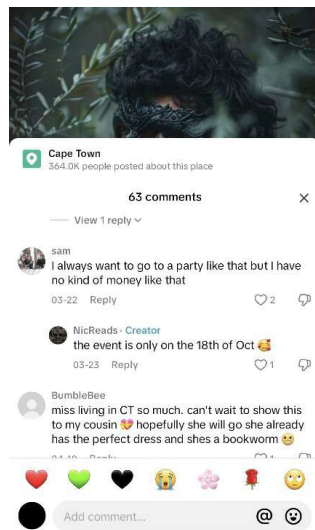 Cape Town
364.0K people posted about this place
63 comments
View 1 reply
sam
I always want to go to a party like that but I have
no kind of money like that
03-22 Reply
2
NicReads · Creator
the event is only on the 18th of Oct 🥰
03-23 Reply
1
BumbleBee
miss living in CT so much. can't wait to show this
to my cousin 💝 hopefully she will go she already
has the perfect dress and shes a bookworm 😬
Add comment...